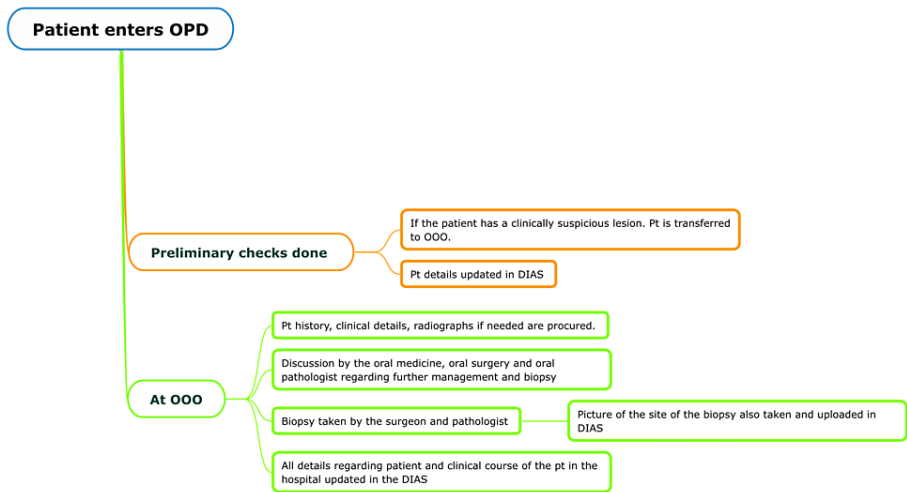 Patient enters OPD
Preliminary checks done
If the patient has a clinically suspicious lesion. Pt is transferred
to OOO.
Pt details updated in DIAS
At OOO
Pt history, clinical details, radiographs if needed are procured.
Discussion by the oral medicine, oral surgery and oral
pathologist regarding further management and biopsy
Biopsy taken by the surgeon and pathologist
Picture of the site of the biopsy also taken and uploaded in
DIAS
All details regarding patient and clinical course of the pt in the
hospital updated in the DIAS